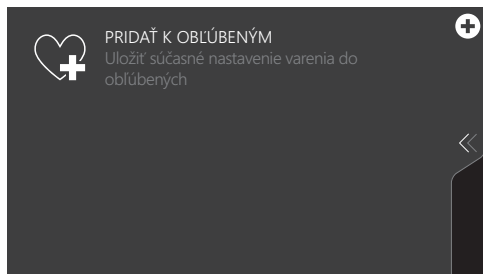 PRIDAŤ K OBĽÚBENÝM
Uložiť súčasné nastavenie varenia do
obľúbených